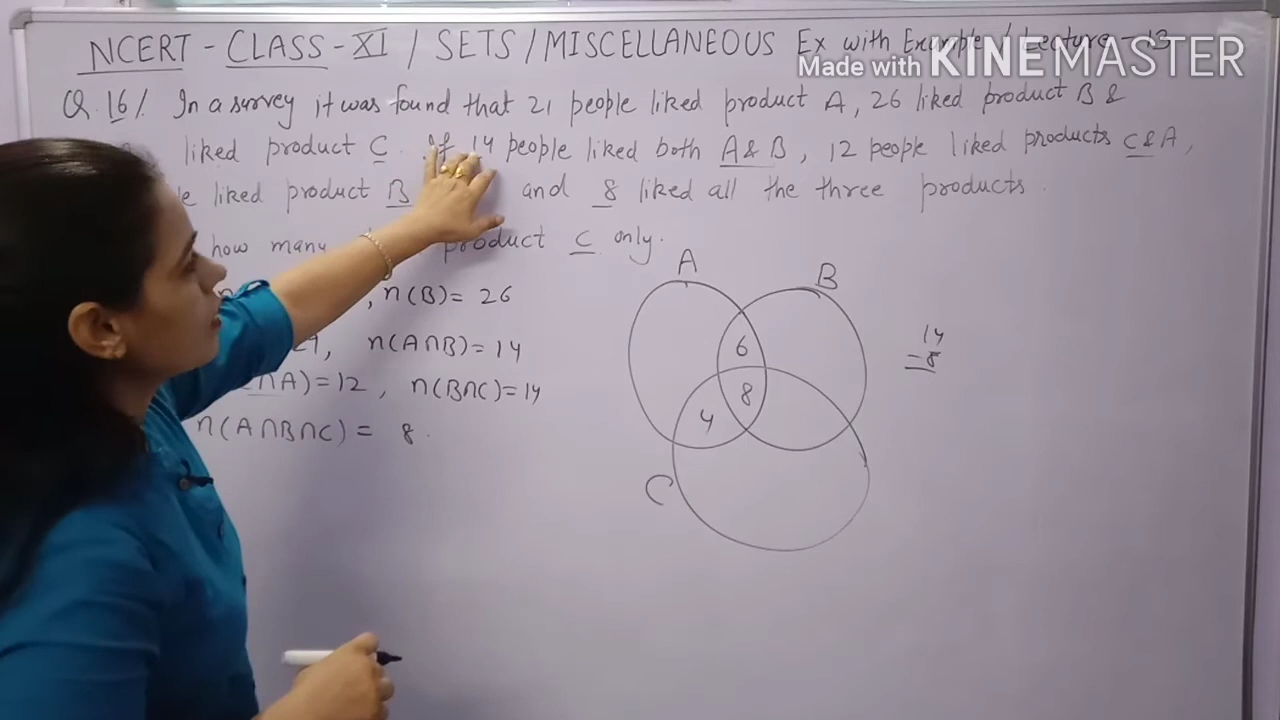 NCERT - CLASS - XI / SETS / MISCELLANEOUS Ex with Example / Lecture - 13
Made with KINEMASTER
Q.16/. In a survey it was found that 21 people liked product A, 26 liked product B &
liked product C. If 14 people liked both A & B, 12 people liked products C & A,
liked product B and 8 liked all the three products.
how many product C only.
A
B
, n(B) = 26
, n(A∩B) = 14
∩A) = 12 , n(B∩C) = 14
n(A∩B∩C) = 8.
6
8
4
C
14
- 8